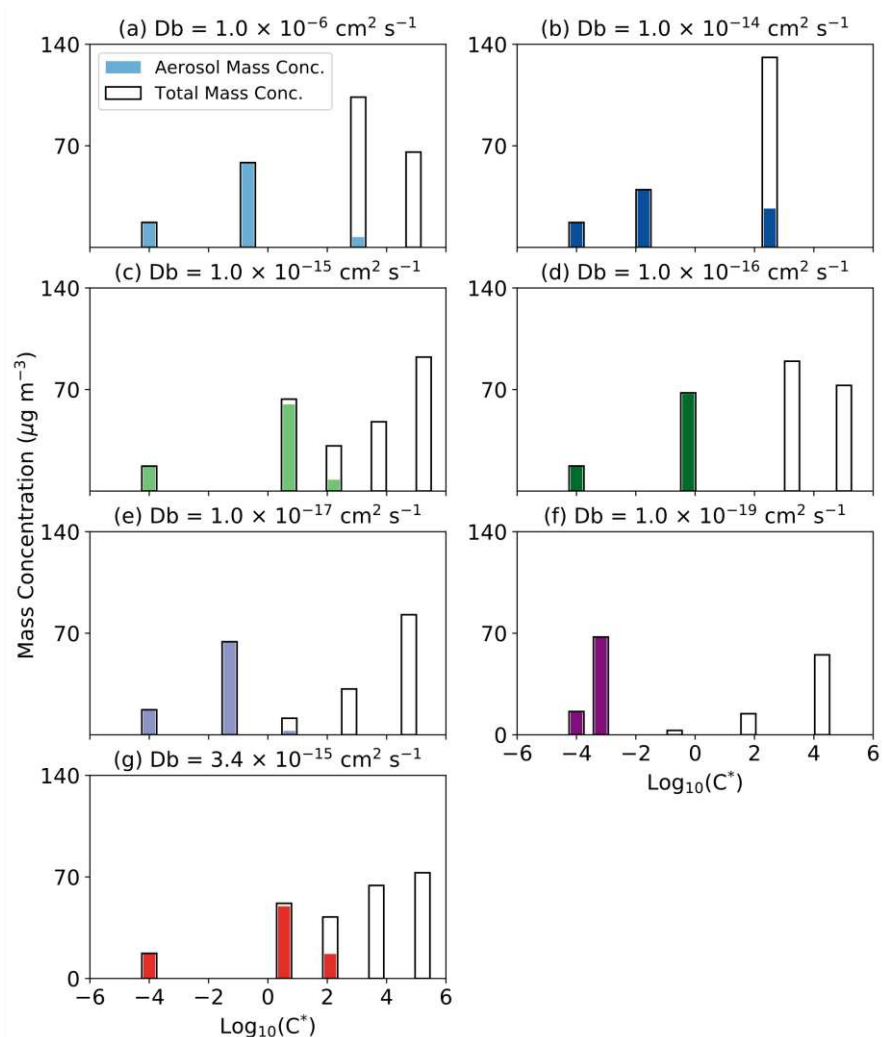 (a) Db = 1.0 × 10⁻⁶ cm² s⁻¹
(b) Db = 1.0 × 10⁻¹⁴ cm² s⁻¹
140
Aerosol Mass Conc.
Total Mass Conc.
70
140
70
(c) Db = 1.0 × 10⁻¹⁵ cm² s⁻¹
(d) Db = 1.0 × 10⁻¹⁶ cm² s⁻¹
140
70
140
70
Mass Concentration (μg m⁻³)
(e) Db = 1.0 × 10⁻¹⁷ cm² s⁻¹
(f) Db = 1.0 × 10⁻¹⁹ cm² s⁻¹
140
70
140
70
0
−6 −4 −2 0 2 4 6
Log₁₀(C*)
(g) Db = 3.4 × 10⁻¹⁵ cm² s⁻¹
140
70
0
−6 −4 −2 0 2 4 6
Log₁₀(C*)